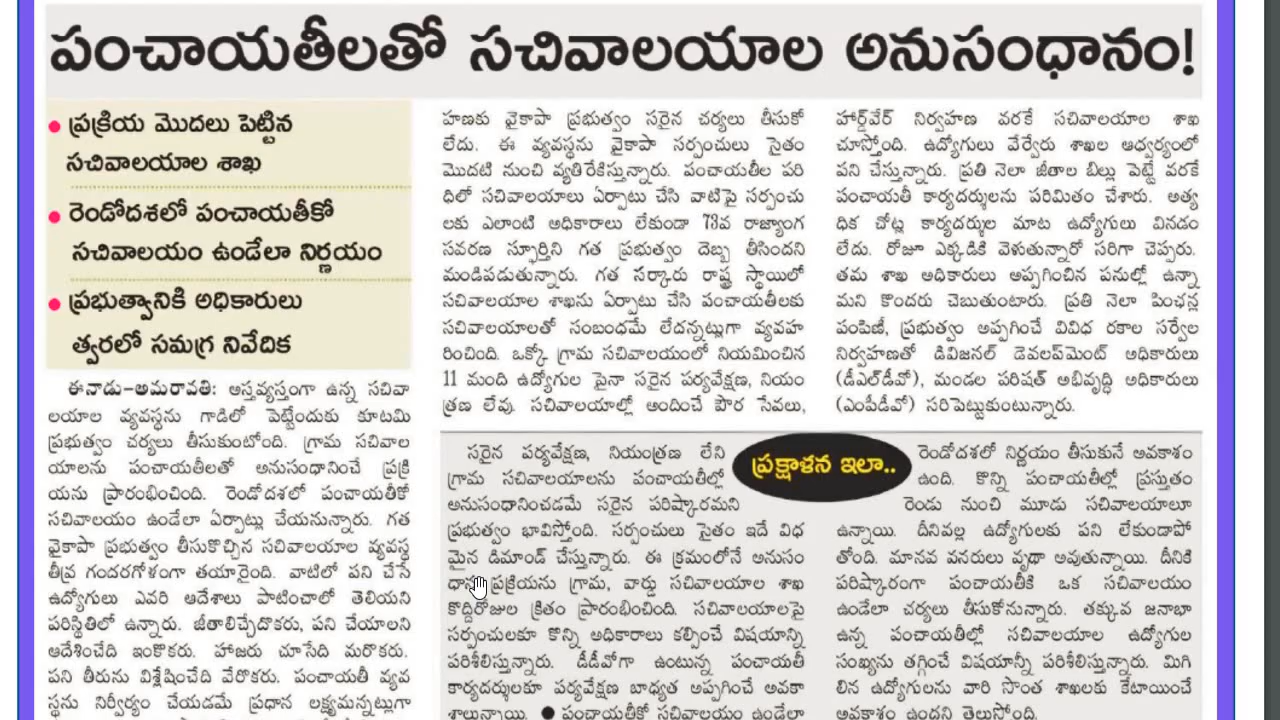 పంచాయతీలతో సచివాలయాల అనుసంధానం!
● ప్రక్రియ మొదలు పెట్టిన
సచివాలయాల శాఖ
● రెండోదశలో పంచాయతీకో
సచివాలయం ఉండేలా నిర్ణయం
● ప్రభుత్వానికి అధికారులు
త్వరలో సమగ్ర నివేదిక
ఈనాడు-అమరావతి: అస్తవ్యస్తంగా ఉన్న సచివా
లయాల వ్యవస్థను గాడిలో పెట్టేందుకు కూటమి
ప్రభుత్వం చర్యలు తీసుకుంటోంది. గ్రామ సచివాల
యాలను పంచాయతీలతో అనుసంధానించే ప్రక్రి
యను ప్రారంభించింది. రెండోదశలో పంచాయతీకో
సచివాలయం ఉండేలా ఏర్పాట్లు చేయనున్నారు. గత
వైకాపా ప్రభుత్వం తీసుకొచ్చిన సచివాలయాల వ్యవస్థ
తీవ్ర గందరగోళంగా తయారైంది. వాటిలో పని చేసే
ఉద్యోగులు ఎవరి ఆదేశాలు పాటించాలో తెలియని
పరిస్థితిలో ఉన్నారు. జీతాలిచ్చేదొకరు, పని చేయాలని
ఆదేశించేది ఇంకొకరు. హాజరు చూసేది మరొకరు.
పని తీరును విశ్లేషించేది వేరొకరు. పంచాయతీ వ్యవ
స్థను నిర్వీర్యం చేయడమే ప్రధాన లక్ష్యమన్నట్లుగా
హణకు వైకాపా ప్రభుత్వం సరైన చర్యలు తీసుకో
లేదు. ఈ వ్యవస్థను వైకాపా సర్పంచులు సైతం
మొదటి నుంచి వ్యతిరేకిస్తున్నారు. పంచాయతీల పరి
ధిలో సచివాలయాలు ఏర్పాటు చేసి వాటిపై సర్పంచు
లకు ఎలాంటి అధికారాలు లేకుండా 73వ రాజ్యాంగ
సవరణ స్ఫూర్తిని గత ప్రభుత్వం దెబ్బ తీసిందని
మండిపడుతున్నారు. గత సర్కారు రాష్ట్ర స్థాయిలో
సచివాలయాల శాఖను ఏర్పాటు చేసి పంచాయతీలకు
సచివాలయాలతో సంబంధమే లేదన్నట్లుగా వ్యవహ
రించింది. ఒక్కో గ్రామ సచివాలయంలో నియమించిన
11 మంది ఉద్యోగుల పైనా సరైన పర్యవేక్షణ, నియం
త్రణ లేవు. సచివాలయాల్లో అందించే పౌర సేవలు,
హార్డ్‌వేర్ నిర్వహణ వరకే సచివాలయాల శాఖ
చూస్తోంది. ఉద్యోగులు వేర్వేరు శాఖల ఆధ్వర్యంలో
పని చేస్తున్నారు. ప్రతి నెలా జీతాల బిల్లు పెట్టే వరకే
పంచాయతీ కార్యదర్శులను పరిమితం చేశారు. అత్య
ధిక చోట్ల కార్యదర్శుల మాట ఉద్యోగులు వినడం
లేదు. రోజూ ఎక్కడికి వెళుతున్నారో సరిగా చెప్పరు.
తమ శాఖ అధికారులు అప్పగించిన పనుల్లో ఉన్నా
మని కొందరు చెబుతుంటారు. ప్రతి నెలా పింఛన్ల
పంపిణీ, ప్రభుత్వం అప్పగించే వివిధ రకాల సర్వేల
నిర్వహణతో డివిజనల్ డెవలప్‌మెంట్ అధికారులు
(డీఎల్‌డీవో), మండల పరిషత్ అభివృద్ధి అధికారులు
(ఎంపీడీవో) సరిపెట్టుకుంటున్నారు.
ప్రక్షాళన ఇలా..
సరైన పర్యవేక్షణ, నియంత్రణ లేని
గ్రామ సచివాలయాలను పంచాయతీల్లో
అనుసంధానించడమే సరైన పరిష్కారమని
ప్రభుత్వం భావిస్తోంది. సర్పంచులు సైతం ఇదే విధ
మైన డిమాండ్ చేస్తున్నారు. ఈ క్రమంలోనే అనుసం
ధాన ప్రక్రియను గ్రామ, వార్డు సచివాలయాల శాఖ
కొద్దిరోజుల క్రితం ప్రారంభించింది. సచివాలయాలపై
సర్పంచులకూ కొన్ని అధికారాలు కల్పించే విషయాన్ని
పరిశీలిస్తున్నారు. డీడీవోగా ఉంటున్న పంచాయతీ
కార్యదర్శులకూ పర్యవేక్షణ బాధ్యత అప్పగించే అవకా
శాలున్నాయి. ● పంచాయతీకో సచివాలయం ఉండేలా
రెండోదశలో నిర్ణయం తీసుకునే అవకాశం
ఉంది. కొన్ని పంచాయతీల్లో ప్రస్తుతం
రెండు నుంచి మూడు సచివాలయాలూ
ఉన్నాయి. దీనివల్ల ఉద్యోగులకు పని లేకుండాపో
తోంది. మానవ వనరులు వృథా అవుతున్నాయి. దీనికి
పరిష్కారంగా పంచాయతీకి ఒక సచివాలయం
ఉండేలా చర్యలు తీసుకోనున్నారు. తక్కువ జనాభా
ఉన్న పంచాయతీల్లో సచివాలయాల ఉద్యోగుల
సంఖ్యను తగ్గించే విషయాన్నీ పరిశీలిస్తున్నారు. మిగి
లిన ఉద్యోగులను వారి సొంత శాఖలకు కేటాయించే
అవకాశం ఉందని తెలుస్తోంది.